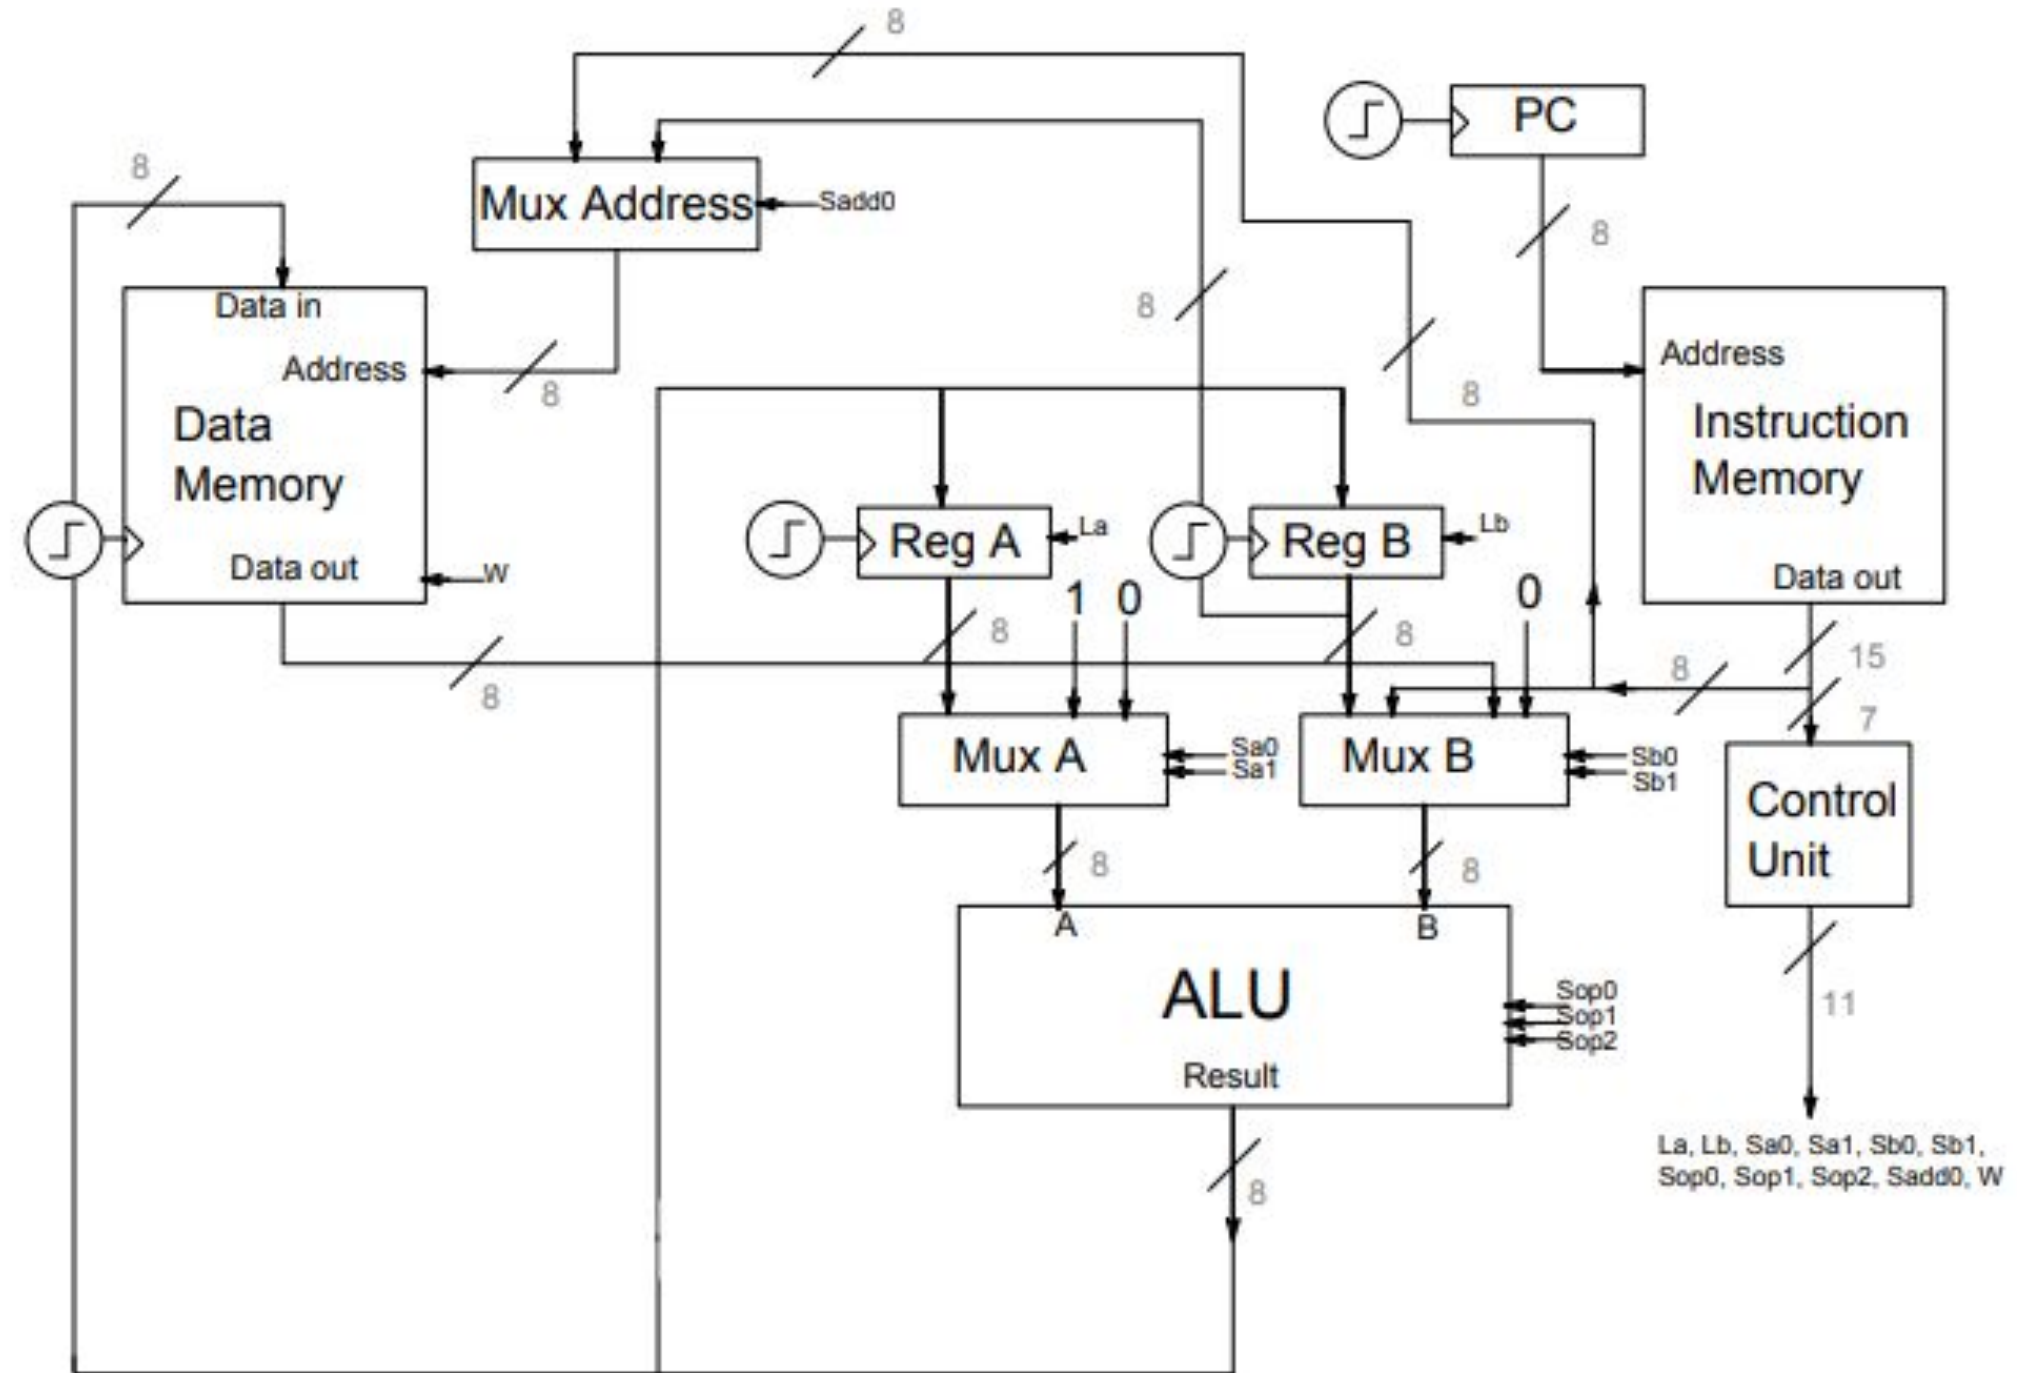 8
PC
8
Mux Address
Sadd0
8
8
Data in
Address
8
8
Address
Data
Memory
Instruction
Memory
Data out
W
Reg A
La
Reg B
Lb
Data out
1 0
0
8
8
8
8
15
7
Mux A
Sa0
Sa1
Mux B
Sb0
Sb1
Control
Unit
8
8
A
B
ALU
Sop0
Sop1
Sop2
Result
11
8
La, Lb, Sa0, Sa1, Sb0, Sb1,
Sop0, Sop1, Sop2, Sadd0, W